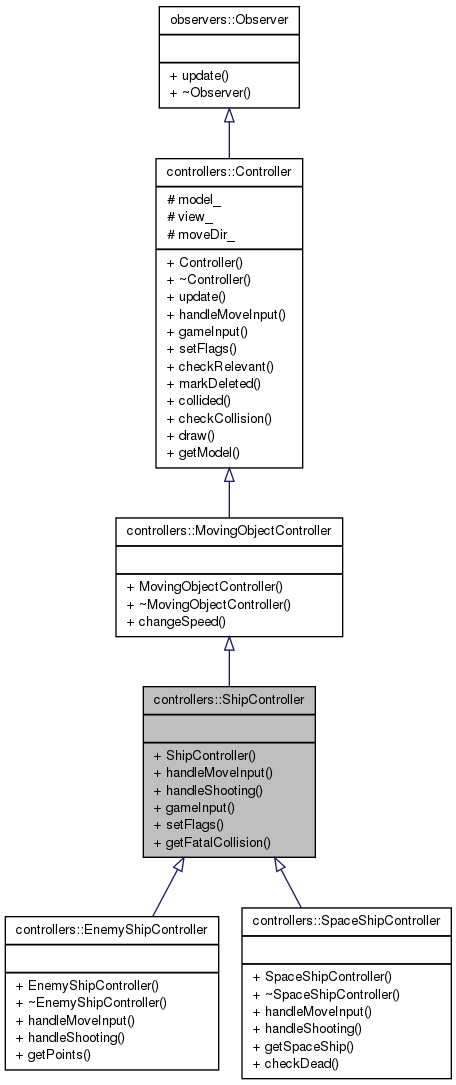 observers::Observer
+ update()
+ ~Observer()
controllers::Controller
# model_
# view_
# moveDir_
+ Controller()
+ ~Controller()
+ update()
+ handleMoveInput()
+ gameInput()
+ setFlags()
+ checkRelevant()
+ markDeleted()
+ collided()
+ checkCollision()
+ draw()
+ getModel()
controllers::MovingObjectController
+ MovingObjectController()
+ ~MovingObjectController()
+ changeSpeed()
controllers::ShipController
+ ShipController()
+ handleMoveInput()
+ handleShooting()
+ gameInput()
+ setFlags()
+ getFatalCollision()
controllers::EnemyShipController
+ EnemyShipController()
+ ~EnemyShipController()
+ handleMoveInput()
+ handleShooting()
+ getPoints()
controllers::SpaceShipController
+ SpaceShipController()
+ ~SpaceShipController()
+ handleMoveInput()
+ handleShooting()
+ getSpaceShip()
+ checkDead()